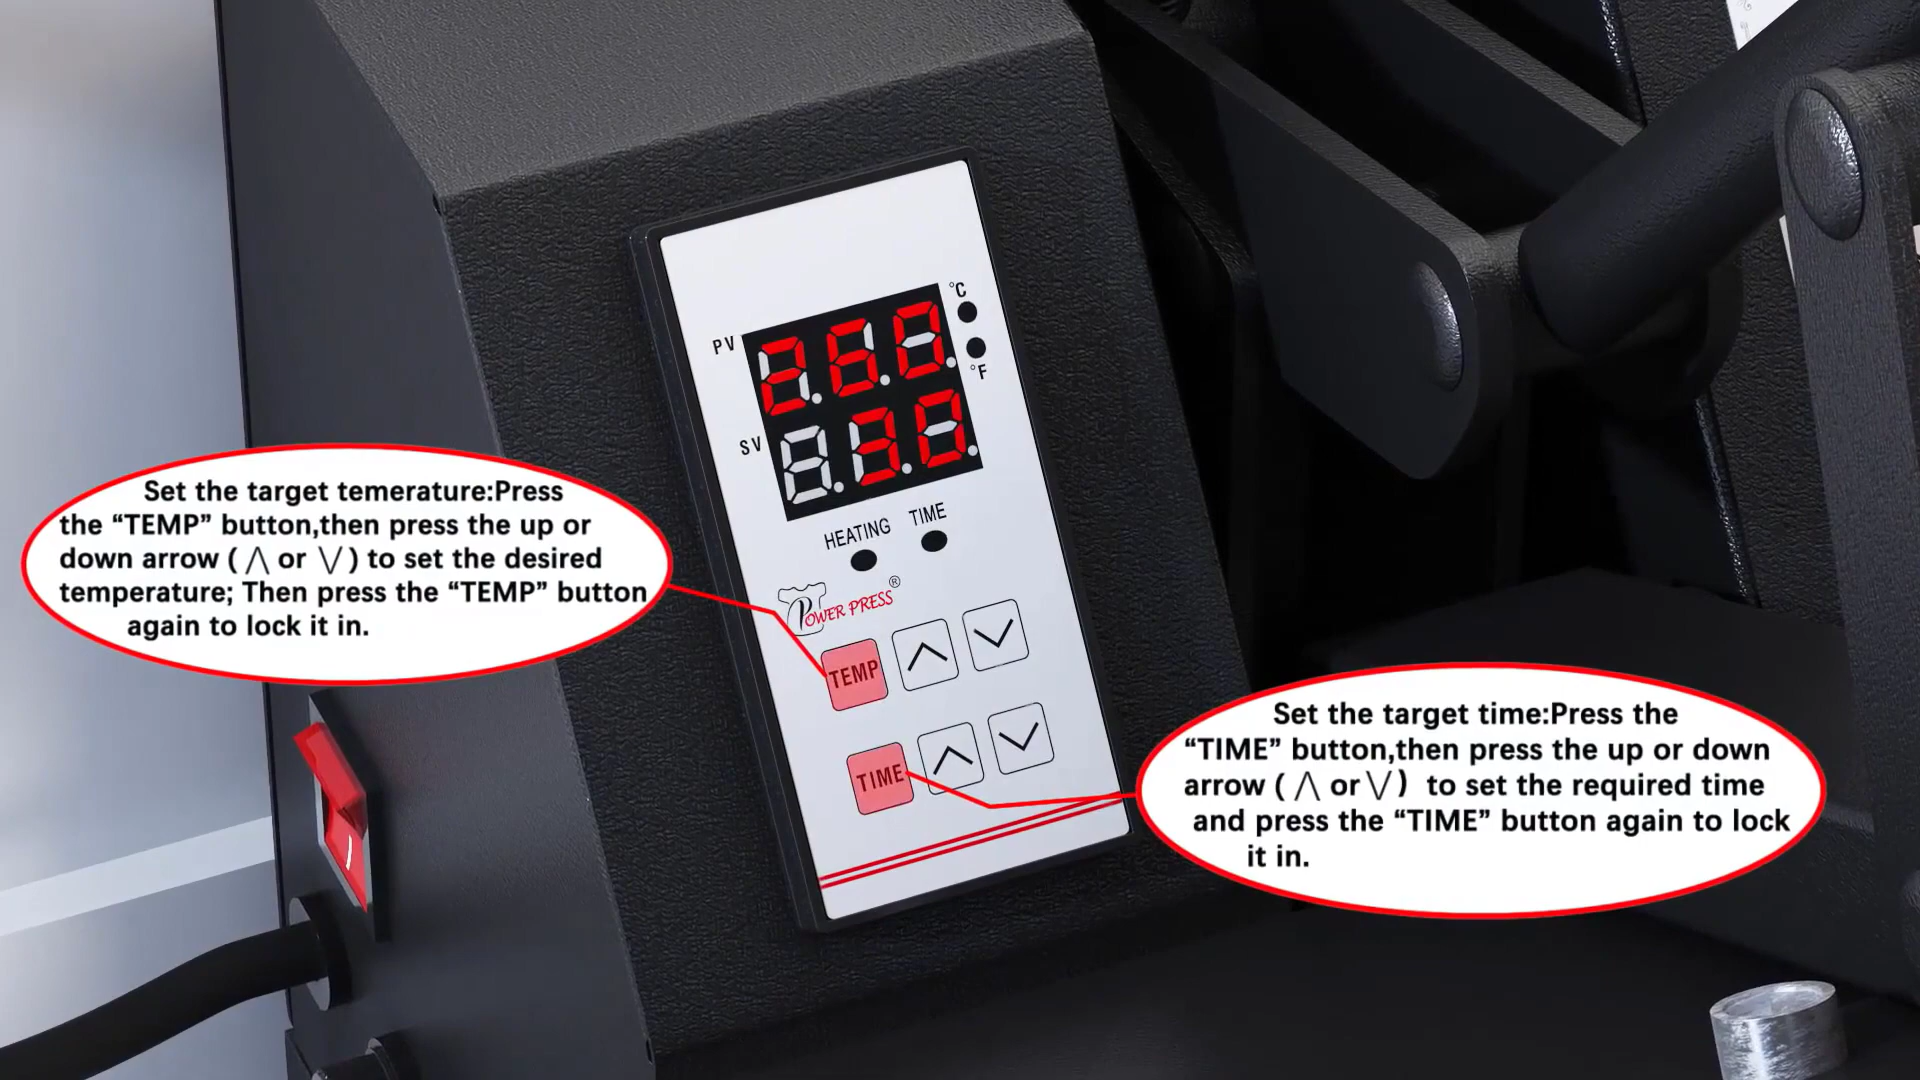 °C
PV
260
°F
SV
30
HEATING TIME
POWER PRESS®
TEMP
TIME
Set the target temerature:Press
the “TEMP” button,then press the up or
down arrow ( ⋀ or ⋁ ) to set the desired
temperature; Then press the “TEMP” button
again to lock it in.
Set the target time:Press the
“TIME” button,then press the up or down
arrow ( ⋀ or ⋁ ) to set the required time
and press the “TIME” button again to lock
it in.